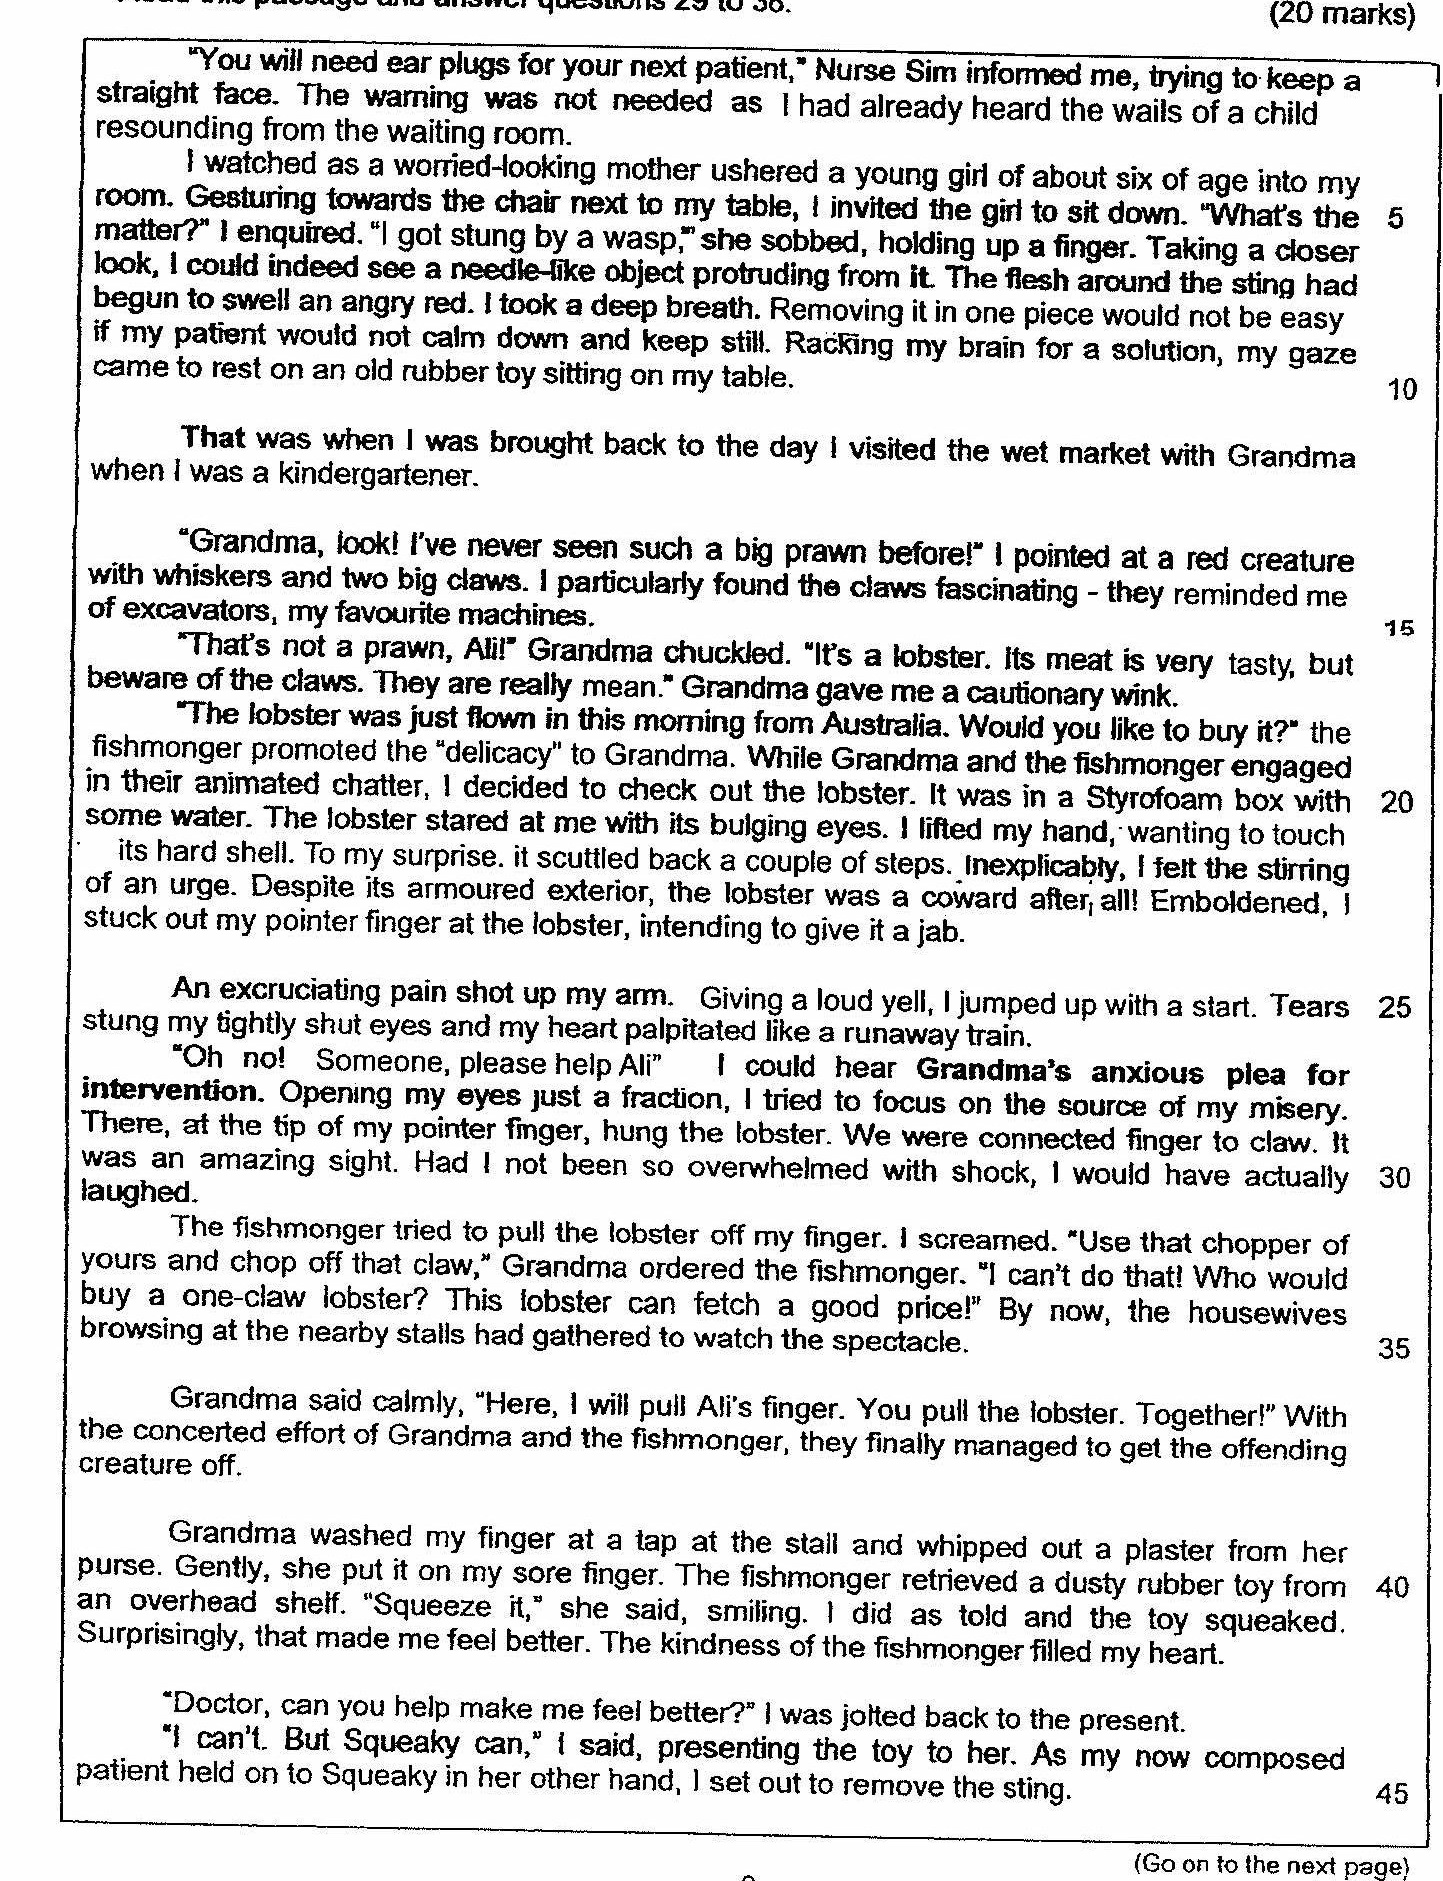 Read this passage and answer questions 29 to 38.
(20 marks)
"You will need ear plugs for your next patient," Nurse Sim informed me, trying to keep a
straight face. The warning was not needed as I had already heard the wails of a child
resounding from the waiting room.
I watched as a worried-looking mother ushered a young girl of about six of age into my
room. Gesturing towards the chair next to my table, I invited the girl to sit down. "What's the 5
matter?" I enquired. "I got stung by a wasp," she sobbed, holding up a finger. Taking a closer
look, I could indeed see a needle-like object protruding from it. The flesh around the sting had
begun to swell an angry red. I took a deep breath. Removing it in one piece would not be easy
if my patient would not calm down and keep still. Racking my brain for a solution, my gaze
came to rest on an old rubber toy sitting on my table.
10
That was when I was brought back to the day I visited the wet market with Grandma
when I was a kindergartener.
"Grandma, look! I've never seen such a big prawn before!" I pointed at a red creature
with whiskers and two big claws. I particularly found the claws fascinating - they reminded me
of excavators, my favourite machines.
15
"That's not a prawn, Ali!" Grandma chuckled. "It's a lobster. Its meat is very tasty, but
beware of the claws. They are really mean." Grandma gave me a cautionary wink.
"The lobster was just flown in this morning from Australia. Would you like to buy it?" the
fishmonger promoted the "delicacy" to Grandma. While Grandma and the fishmonger engaged
in their animated chatter, I decided to check out the lobster. It was in a Styrofoam box with 20
some water. The lobster stared at me with its bulging eyes. I lifted my hand, wanting to touch
its hard shell. To my surprise. it scuttled back a couple of steps. Inexplicably, I felt the stirring
of an urge. Despite its armoured exterior, the lobster was a coward after all! Emboldened, I
stuck out my pointer finger at the lobster, intending to give it a jab.
An excruciating pain shot up my arm. Giving a loud yell, I jumped up with a start. Tears 25
stung my tightly shut eyes and my heart palpitated like a runaway train.
"Oh no! Someone, please help Ali" I could hear Grandma's anxious plea for
intervention. Opening my eyes just a fraction, I tried to focus on the source of my misery.
There, at the tip of my pointer finger, hung the lobster. We were connected finger to claw. It
was an amazing sight. Had I not been so overwhelmed with shock, I would have actually 30
laughed.
The fishmonger tried to pull the lobster off my finger. I screamed. "Use that chopper of
yours and chop off that claw," Grandma ordered the fishmonger. "I can't do that! Who would
buy a one-claw lobster? This lobster can fetch a good price!" By now, the housewives
browsing at the nearby stalls had gathered to watch the spectacle.
35
Grandma said calmly, "Here, I will pull Ali's finger. You pull the lobster. Together!" With
the concerted effort of Grandma and the fishmonger, they finally managed to get the offending
creature off.
Grandma washed my finger at a tap at the stall and whipped out a plaster from her
purse. Gently, she put it on my sore finger. The fishmonger retrieved a dusty rubber toy from 40
an overhead shelf. "Squeeze it," she said, smiling. I did as told and the toy squeaked.
Surprisingly, that made me feel better. The kindness of the fishmonger filled my heart.
"Doctor, can you help make me feel better?" I was jolted back to the present.
"I can't. But Squeaky can," I said, presenting the toy to her. As my now composed
patient held on to Squeaky in her other hand, I set out to remove the sting.
45
(Go on to the next page)